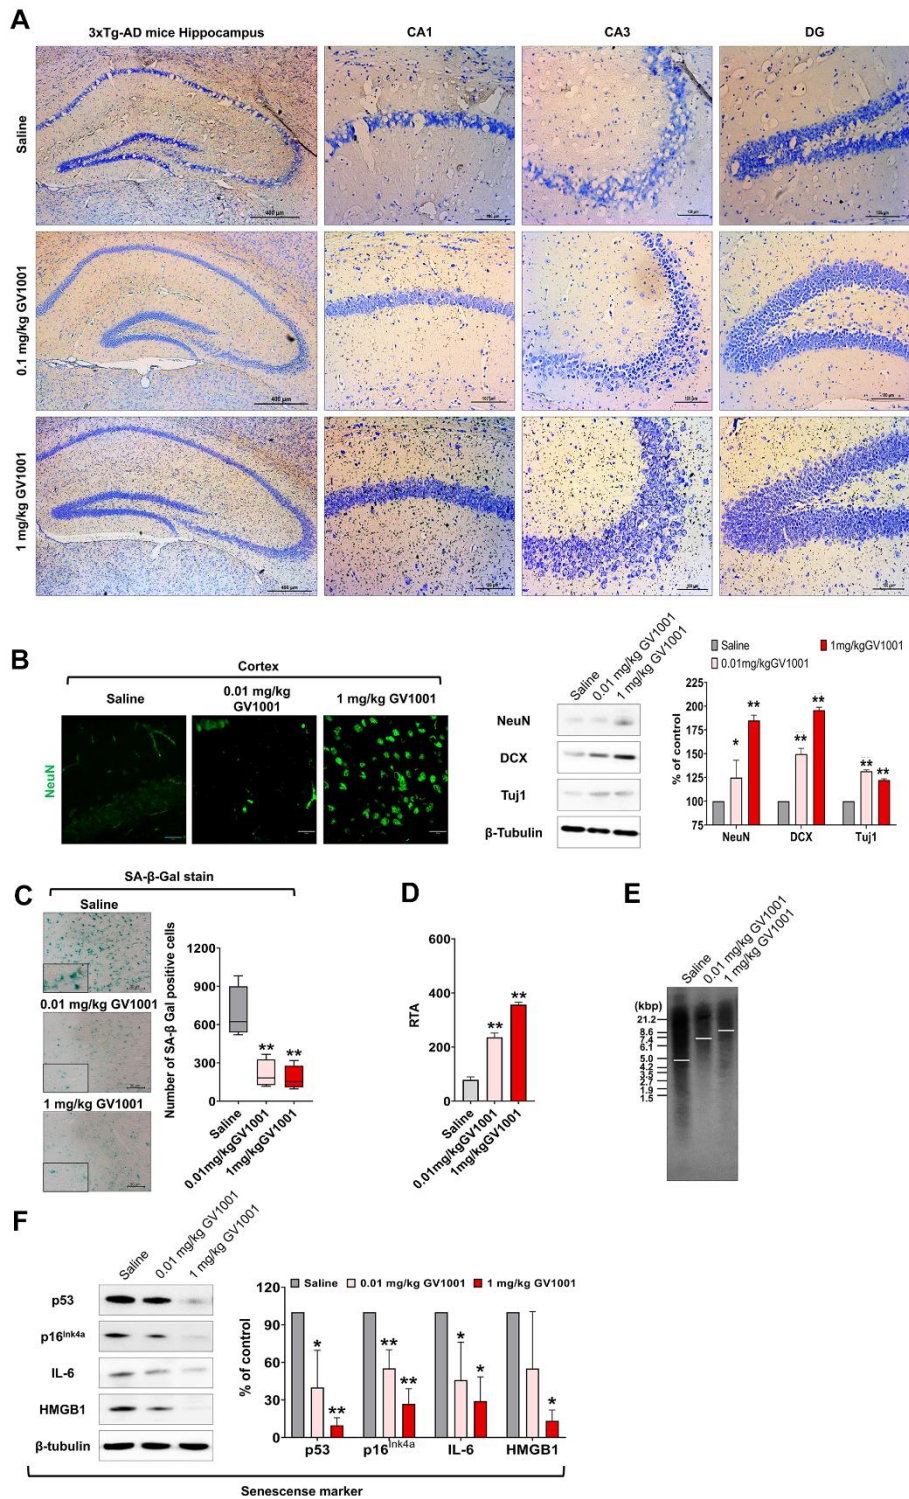 A
3xTg-AD mice Hippocampus CA1 CA3 DG
Saline
400 µm
0.1 mg/kg GV1001
400 µm
1 mg/kg GV1001
400 µm
B
Cortex
Saline 0.01 mg/kg GV1001 1 mg/kg GV1001
NeuN
Saline
0.01 mg/kg GV1001
1 mg/kg GV1001
NeuN
DCX
Tuj1
β-Tubulin
Saline 1mg/kgGV1001
0.01mg/kgGV1001
% of control
225
200
175
150
125
100
75
* ** ** ** ** **
NeuN DCX Tuj1
C
SA-β-Gal stain
Saline
0.01 mg/kg GV1001
1 mg/kg GV1001
Number of SA-β Gal positive cells
1200
900
600
300
0
** **
Saline
0.01mg/kgGV1001
1mg/kgGV1001
D
RTA
600
400
200
0
** **
Saline
0.01mg/kgGV1001
1mg/kgGV1001
E
Saline
0.01 mg/kg GV1001
1 mg/kg GV1001
(kbp)
21.2
8.6
7.4
6.1
5.0
4.2
3.5
2.7
1.9
1.5
F
Saline
0.01 mg/kg GV1001
1 mg/kg GV1001
p53
p16Ink4a
IL-6
HMGB1
β-tubulin
Saline 0.01 mg/kg GV1001 1 mg/kg GV1001
% of control
120
90
60
30
0
* ** ** ** * * *
p53 p16Ink4a IL-6 HMGB1
Senescense marker